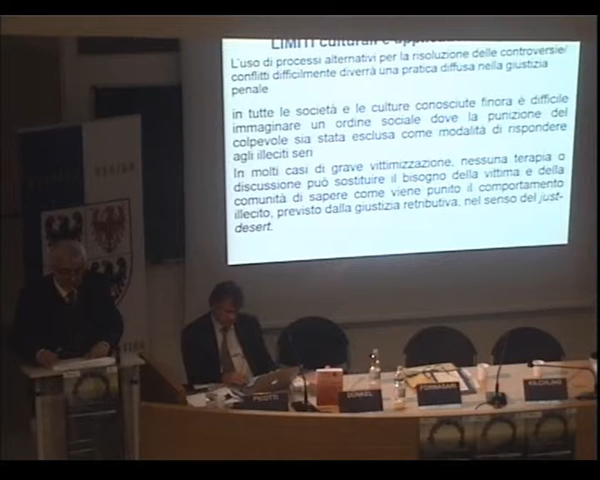 LIMITI culturali e
L'uso di processi alternativi per la risoluzione delle controversie/
conflitti difficilmente diverrà una pratica diffusa nella giustizia
penale
in tutte le società e le culture conosciute finora è difficile
immaginare un ordine sociale dove la punizione del
colpevole sia stata esclusa come modalità di rispondere
agli illeciti seri
In molti casi di grave vittimizzazione, nessuna terapia o
discussione può sostituire il bisogno della vittima e della
comunità di sapere come viene punito il comportamento
illecito, previsto dalla giustizia retributiva, nel senso del just-
desert.
PICOTTI
DÜNKEL
FORNASARI
KILCHLING